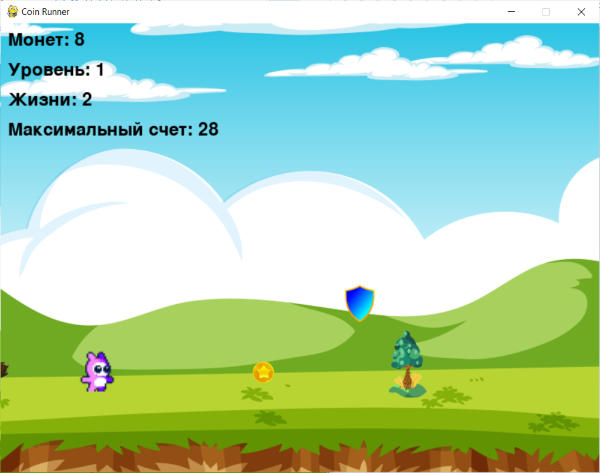 Coin Runner
Монет: 8
Уровень: 1
Жизни: 2
Максимальный счет: 28